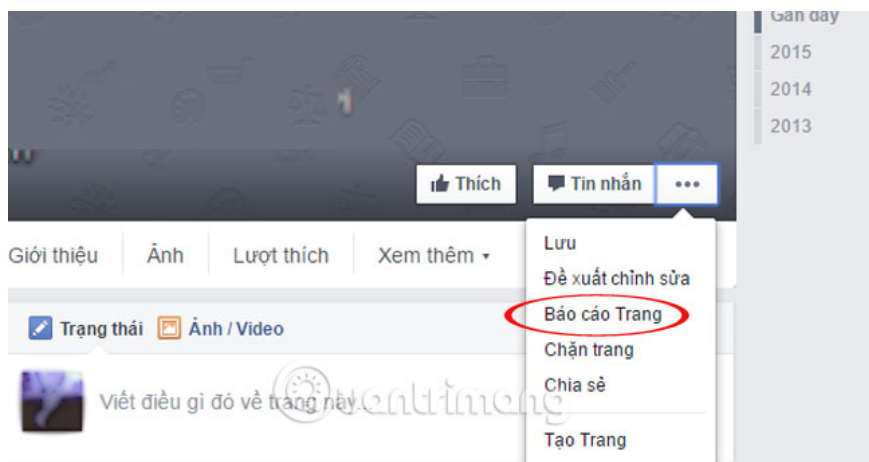 Gần đây
2015
2014
2013
Thích
Tin nhắn
Giới thiệu
Ảnh
Lượt thích
Xem thêm
Lưu
Đề xuất chỉnh sửa
Báo cáo Trang
Chặn trang
Chia sẻ
Tạo Trang
Trạng thái
Ảnh / Video
Viết điều gì đó về trang này...
uantrimang